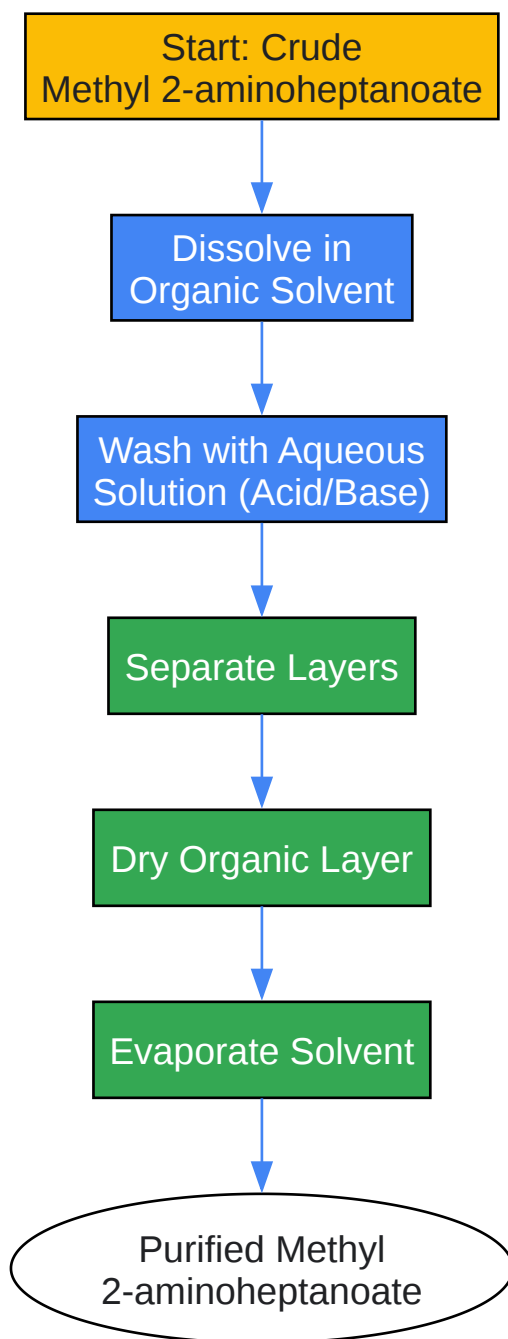 Start: Crude
Methyl 2-aminoheptanoate
Dissolve in
Organic Solvent
Wash with Aqueous
Solution (Acid/Base)
Separate Layers
Dry Organic Layer
Evaporate Solvent
Purified Methyl
2-aminoheptanoate